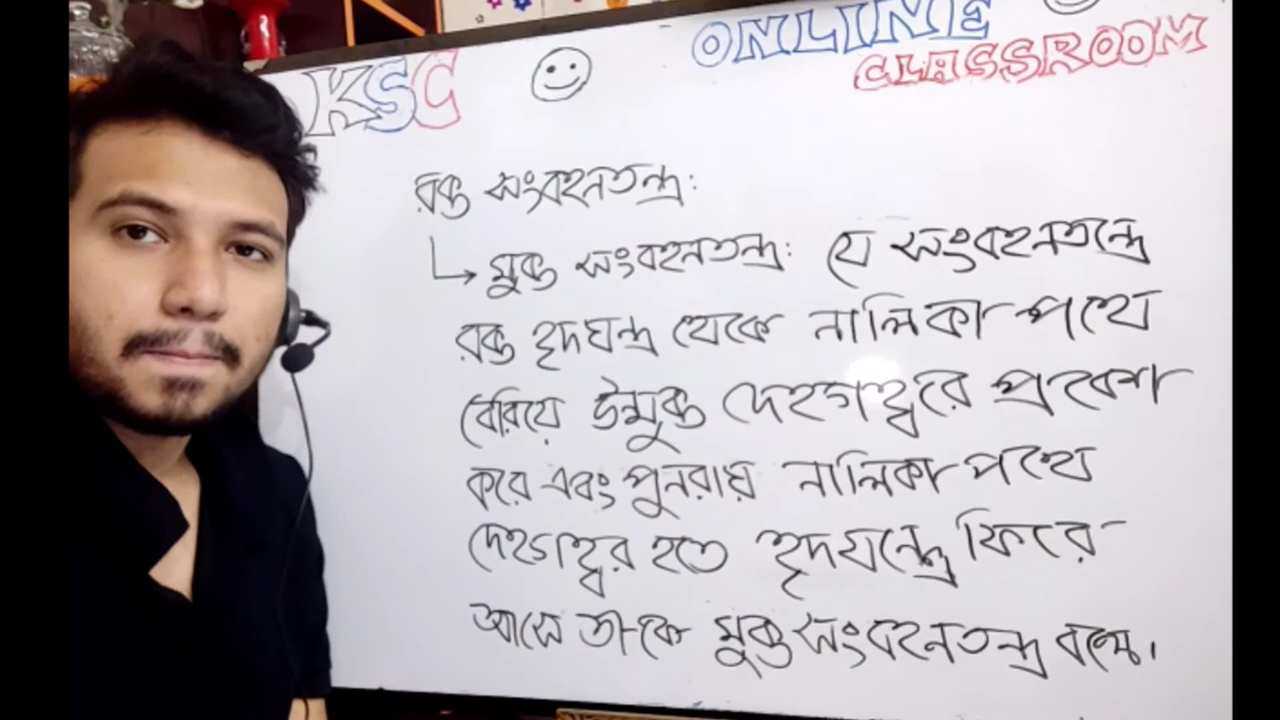 KSC
ONLINE
CLASSROOM
রক্ত সংবহনতন্ত্র:
মুক্ত সংবহনতন্ত্র: যে সংবহনতন্ত্রে
রক্ত হৃদযন্ত্র থেকে নালিকা পথে
বেরিয়ে উন্মুক্ত দেহগহ্বরে প্রবেশ
করে এবং পুনরায় নালিকা পথে
দেহগহ্বর হতে হৃদযন্ত্রে ফিরে
আসে তাকে মুক্ত সংবহনতন্ত্র বলে।